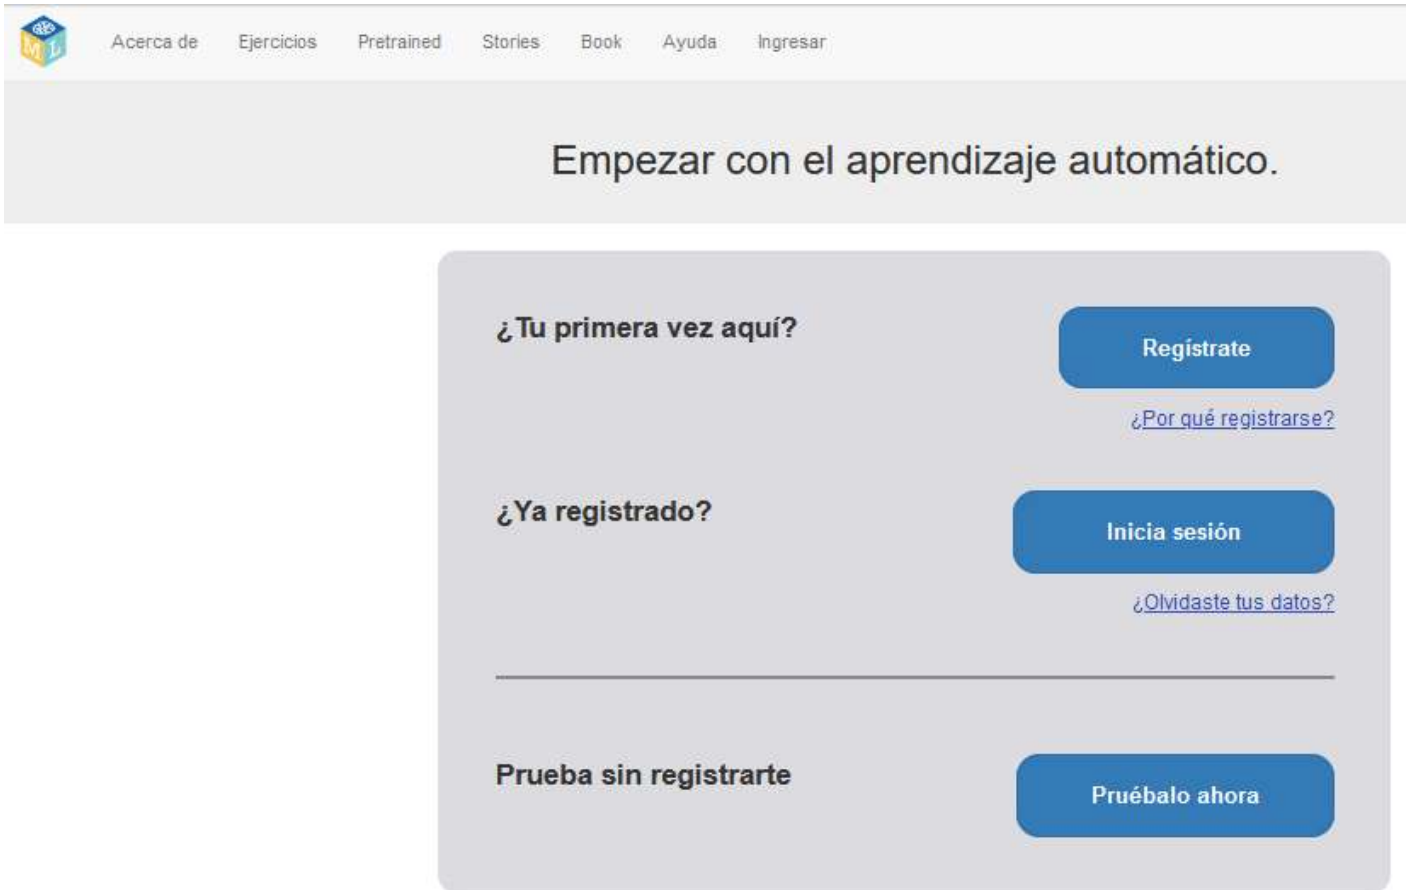 ML
Acerca de Ejercicios Pretrained Stories Book Ayuda Ingresar
Empezar con el aprendizaje automático.
¿Tu primera vez aquí?
Regístrate
¿Por qué registrarse?
¿Ya registrado?
Inicia sesión
¿Olvidaste tus datos?
Prueba sin registrarte
Pruébalo ahora